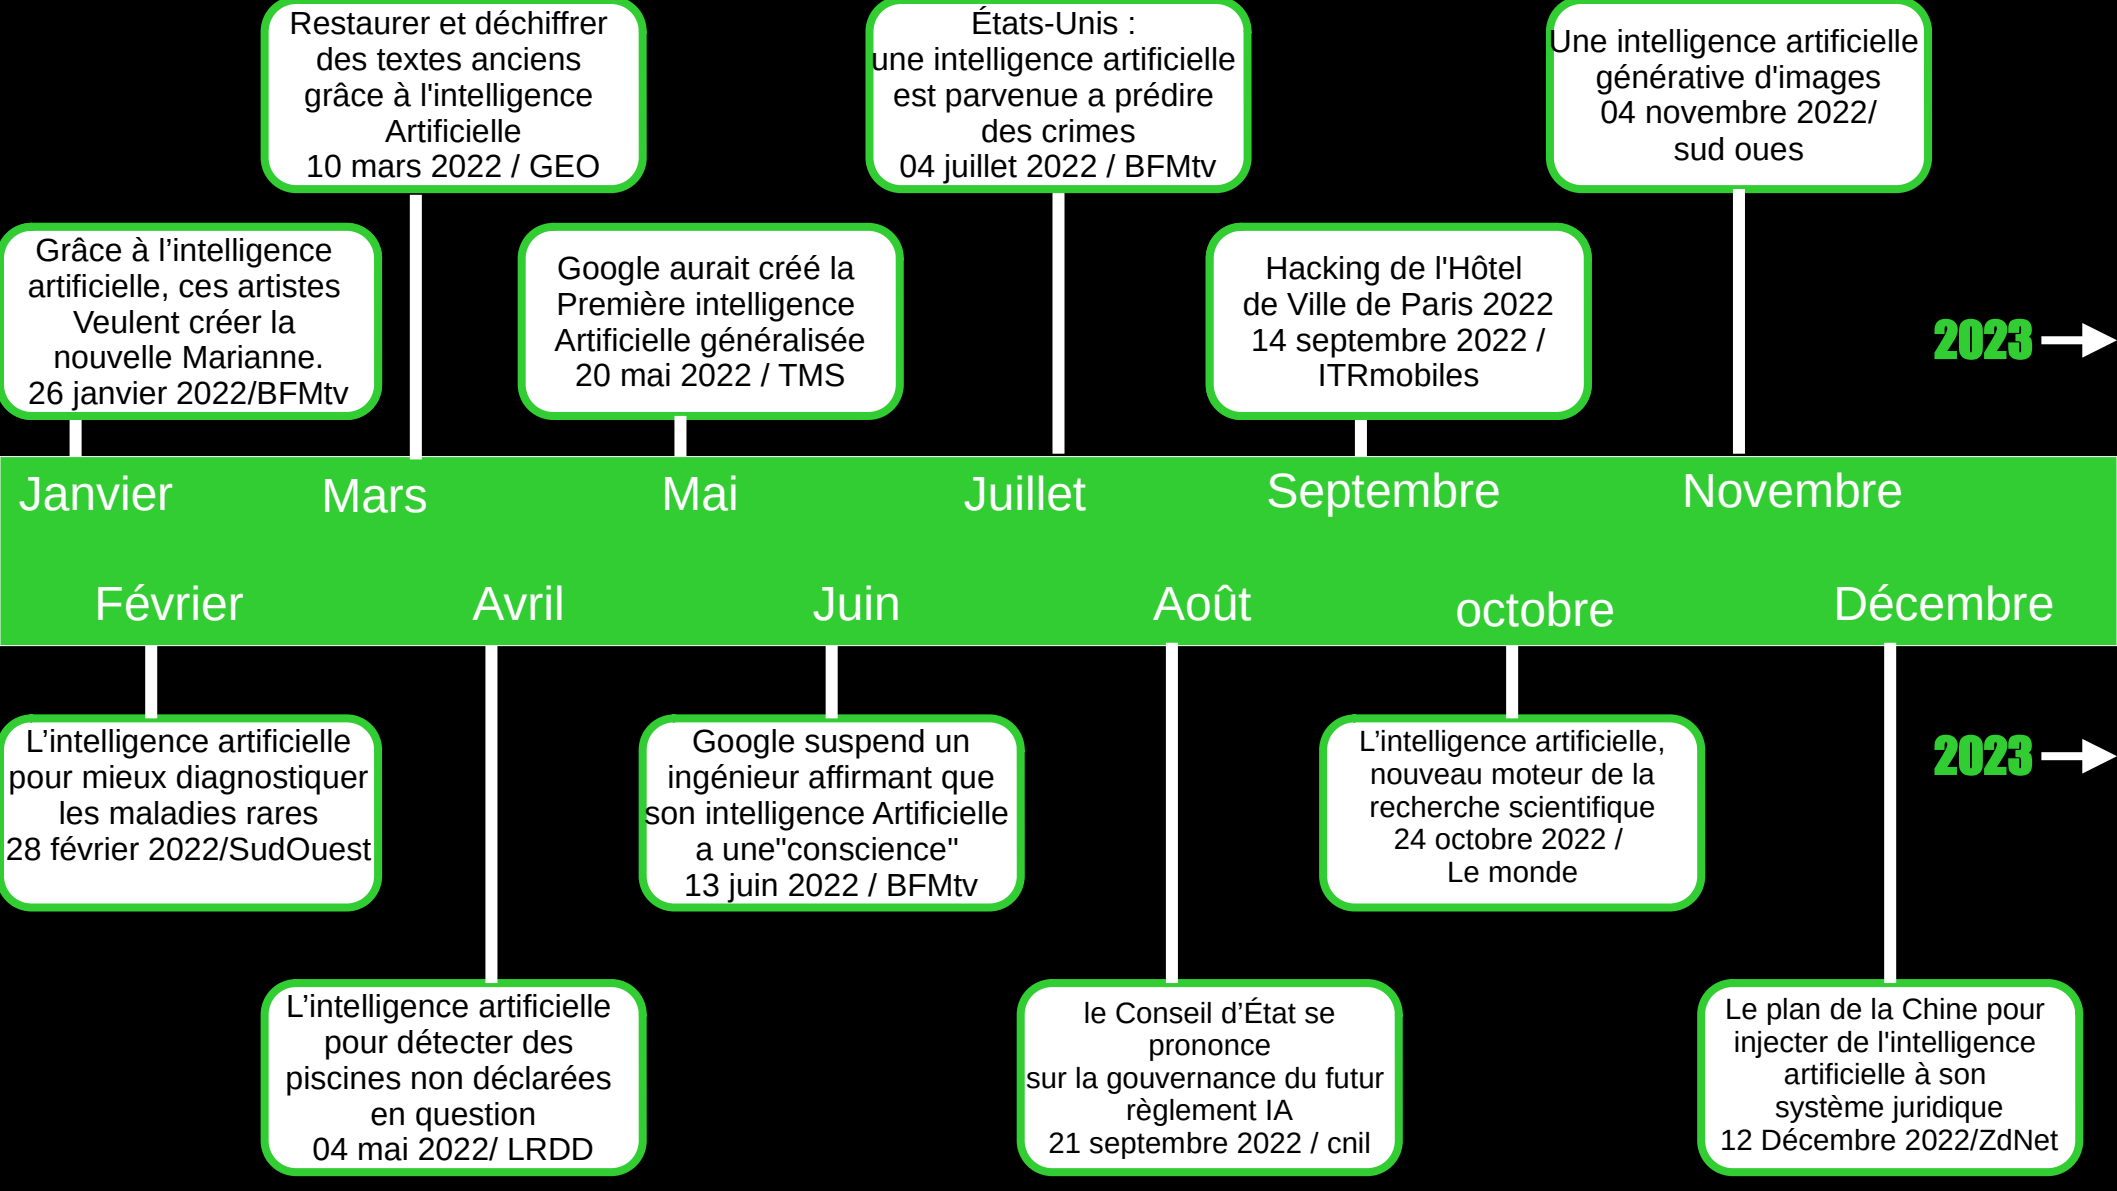 Restaurer et déchiffrer
des textes anciens
grâce à l'intelligence
Artificielle
10 mars 2022 / GEO
États-Unis :
une intelligence artificielle
est parvenue a prédire
des crimes
04 juillet 2022 / BFMtv
Une intelligence artificielle
générative d'images
04 novembre 2022/
sud oues
Grâce à l’intelligence
artificielle, ces artistes
Veulent créer la
nouvelle Marianne.
26 janvier 2022/BFMtv
Google aurait créé la
Première intelligence
Artificielle généralisée
20 mai 2022 / TMS
Hacking de l'Hôtel
de Ville de Paris 2022
14 septembre 2022 /
ITRmobiles
2023
Janvier
Mars
Mai
Juillet
Septembre
Novembre
Février
Avril
Juin
Août
octobre
Décembre
L’intelligence artificielle
pour mieux diagnostiquer
les maladies rares
28 février 2022/SudOuest
Google suspend un
ingénieur affirmant que
son intelligence Artificielle
a une"conscience"
13 juin 2022 / BFMtv
L’intelligence artificielle,
nouveau moteur de la
recherche scientifique
24 octobre 2022 /
Le monde
2023
L’intelligence artificielle
pour détecter des
piscines non déclarées
en question
04 mai 2022/ LRDD
le Conseil d’État se
prononce
sur la gouvernance du futur
règlement IA
21 septembre 2022 / cnil
Le plan de la Chine pour
injecter de l'intelligence
artificielle à son
système juridique
12 Décembre 2022/ZdNet